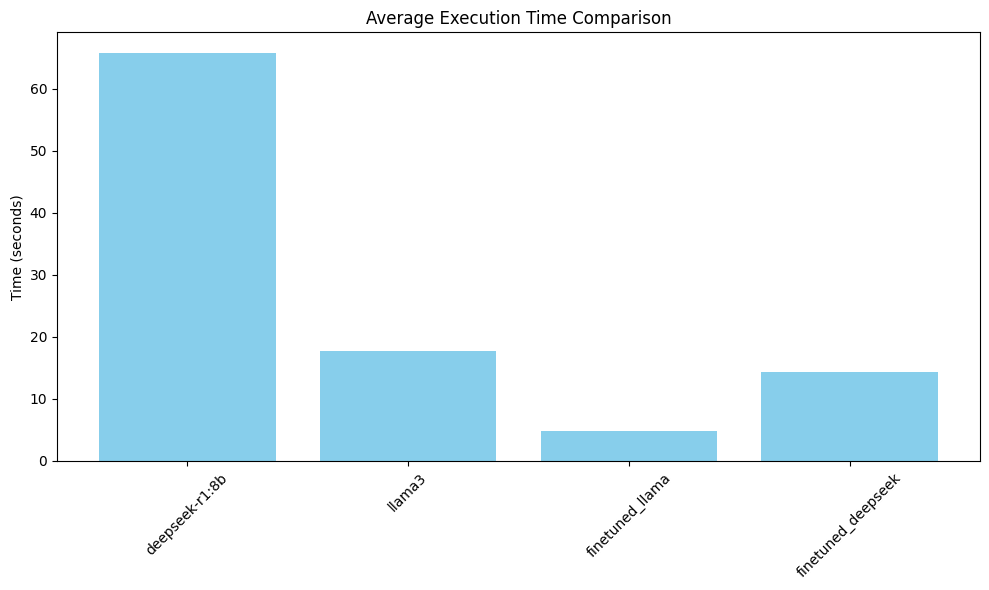 Average Execution Time Comparison
Time (seconds)
60
50
40
30
20
10
0
deepseek-r1:8b
llama3
finetuned_llama
finetuned_deepseek